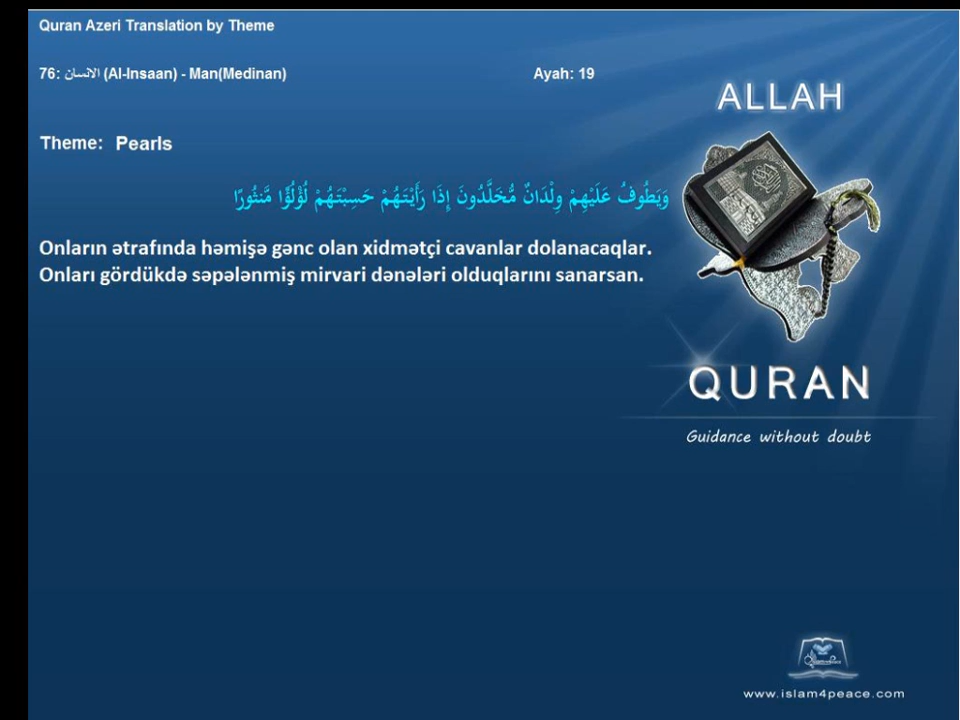 Quran Azeri Translation by Theme
76: الانسان (Al-Insaan) - Man(Medinan) Ayah: 19
ALLAH
Theme: Pearls
وَيَطُوفُ عَلَيْهِمْ وِلْدَانٌ مُّخَلَّدُونَ إِذَا رَأَيْتَهُمْ حَسِبْتَهُمْ لُؤْلُؤًا مَّنثُورًا
Onların ətrafında həmişə gənc olan xidmətçi cavanlar dolanacaqlar.
Onları gördükdə səpələnmiş mirvari dənələri olduqlarını sanarsan.
QURAN
Guidance without doubt
www.islam4peace.com